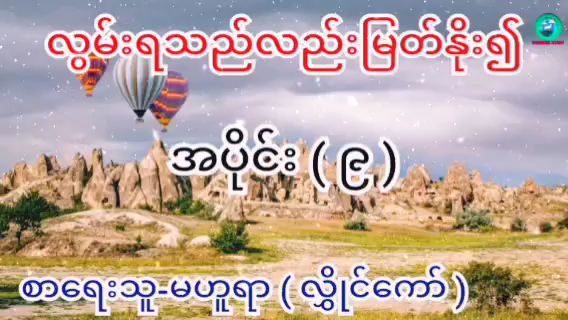 လွမ်းရသည်လည်းမြတ်နိုး၍
အပိုင်း ( ၉ )
စာရေးသူ-မဟူရာ ( လှိုင်ကော် )